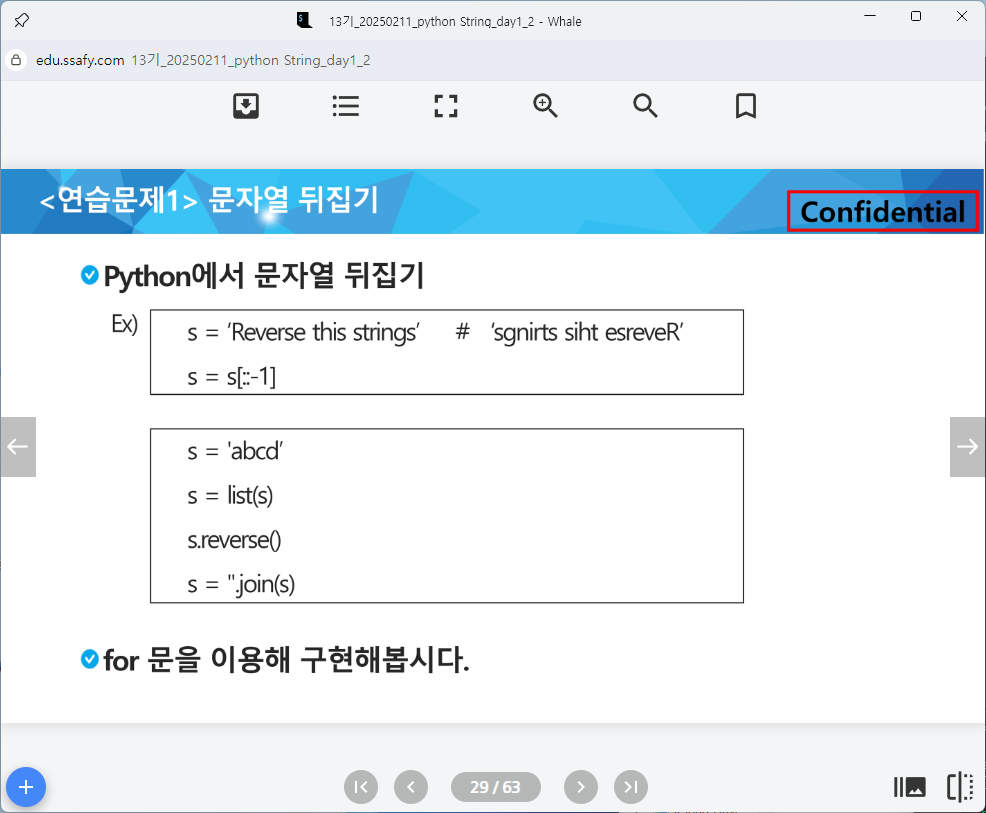 13기_20250211_python String_day1_2 - Whale
edu.ssafy.com 13기_20250211_python String_day1_2
<연습문제1> 문자열 뒤집기
Confidential
Python에서 문자열 뒤집기
Ex)
s = ‘Reverse this strings’ # ‘sgnirts siht esreveR’
s = s[::-1]
s = 'abcd’
s = list(s)
s.reverse()
s = ''.join(s)
for 문을 이용해 구현해봅시다.
29 / 63